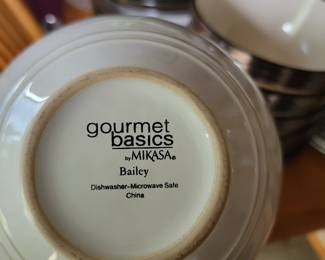 gourmet
basics
by MIKASA®
Bailey
Dishwasher-Microwave Safe
China